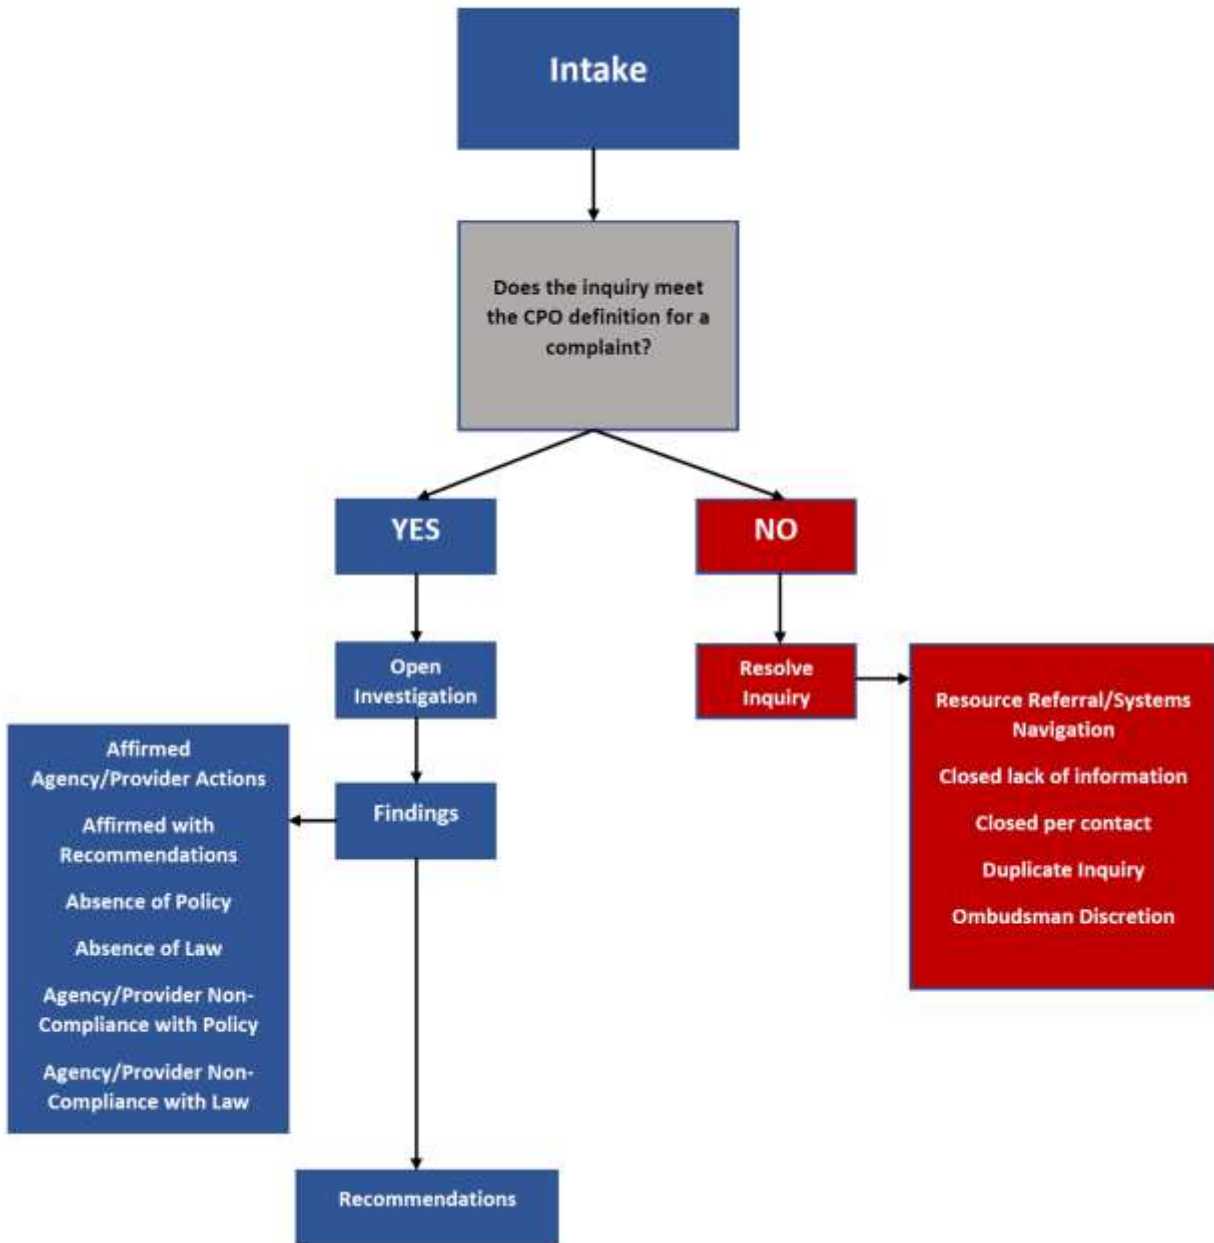 Intake
Does the inquiry meet
the CPO definition for a
complaint?
YES
NO
Open
Investigation
Resolve
Inquiry
Resource Referral/Systems
Navigation
Closed lack of information
Closed per contact
Duplicate Inquiry
Ombudsman Discretion
Findings
Affirmed
Agency/Provider Actions
Affirmed with
Recommendations
Absence of Policy
Absence of Law
Agency/Provider Non-
Compliance with Policy
Agency/Provider Non-
Compliance with Law
Recommendations